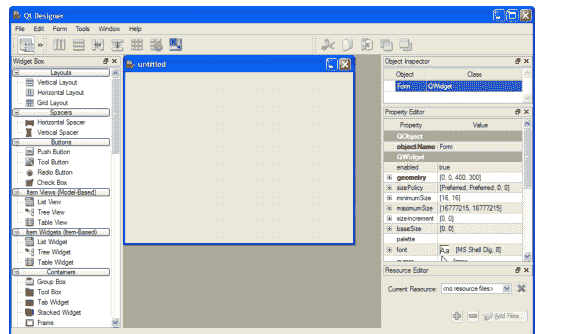 Qt Designer
File Edit Form Tools Window Help
Widget Box
Layouts
Vertical Layout
Horizontal Layout
Grid Layout
Spacers
Horizontal Spacer
Vertical Spacer
Buttons
Push Button
Tool Button
Radio Button
Check Box
Item Views (Model-Based)
List View
Tree View
Table View
Item Widgets (Item-Based)
List Widget
Tree Widget
Table Widget
Containers
Group Box
Tool Box
Tab Widget
Stacked Widget
Frame
untitled
Object Inspector
Object Class
Form QWidget
Property Editor
Property Value
QObject
objectName Form
QWidget
enabled true
geometry [0, 0, 400, 300]
sizePolicy [Preferred, Preferred, 0, 0]
minimumSize [16, 16]
maximumSize [16777215, 16777215]
sizeIncrement [0, 0]
baseSize [0, 0]
palette
font Aa [MS Shell Dlg, 8]
Resource Editor
Current Resource: <no resource files>
Add Files...